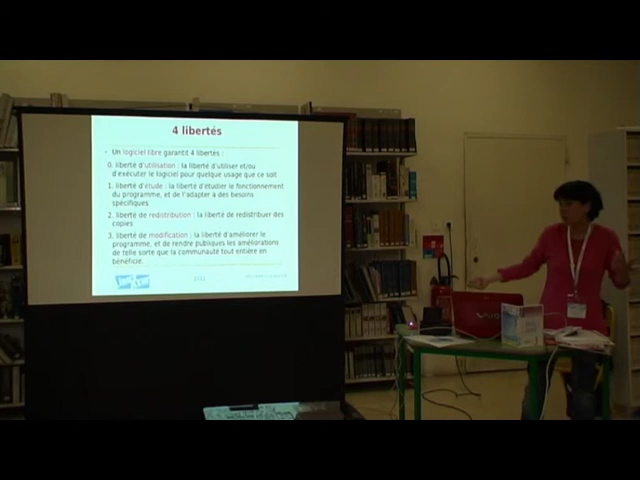 4 libertés
- Un logiciel libre garantit 4 libertés :
0. liberté d'utilisation : la liberté d'utiliser et/ou
d'exécuter le logiciel pour quelque usage que ce soit
1. liberté d'étude : la liberté d'étudier le fonctionnement
du programme, et de l'adapter à des besoins
spécifiques
2. liberté de redistribution : la liberté de redistribuer des
copies
3. liberté de modification : la liberté d'améliorer le
programme, et de rendre publiques les améliorations
de telle sorte que la communauté tout entière en
bénéficie.
VAIO